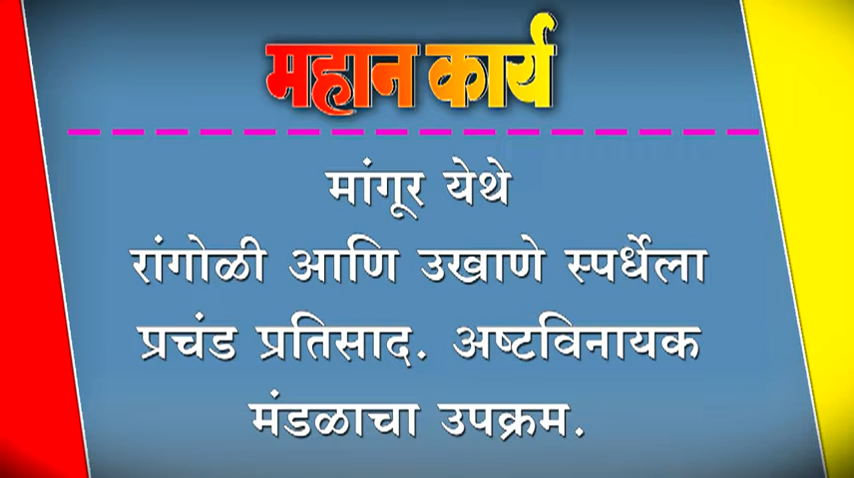 महान कार्य
मांगूर येथे
रांगोळी आणि उखाणे स्पर्धेला
प्रचंड प्रतिसाद. अष्टविनायक
मंडळाचा उपक्रम.